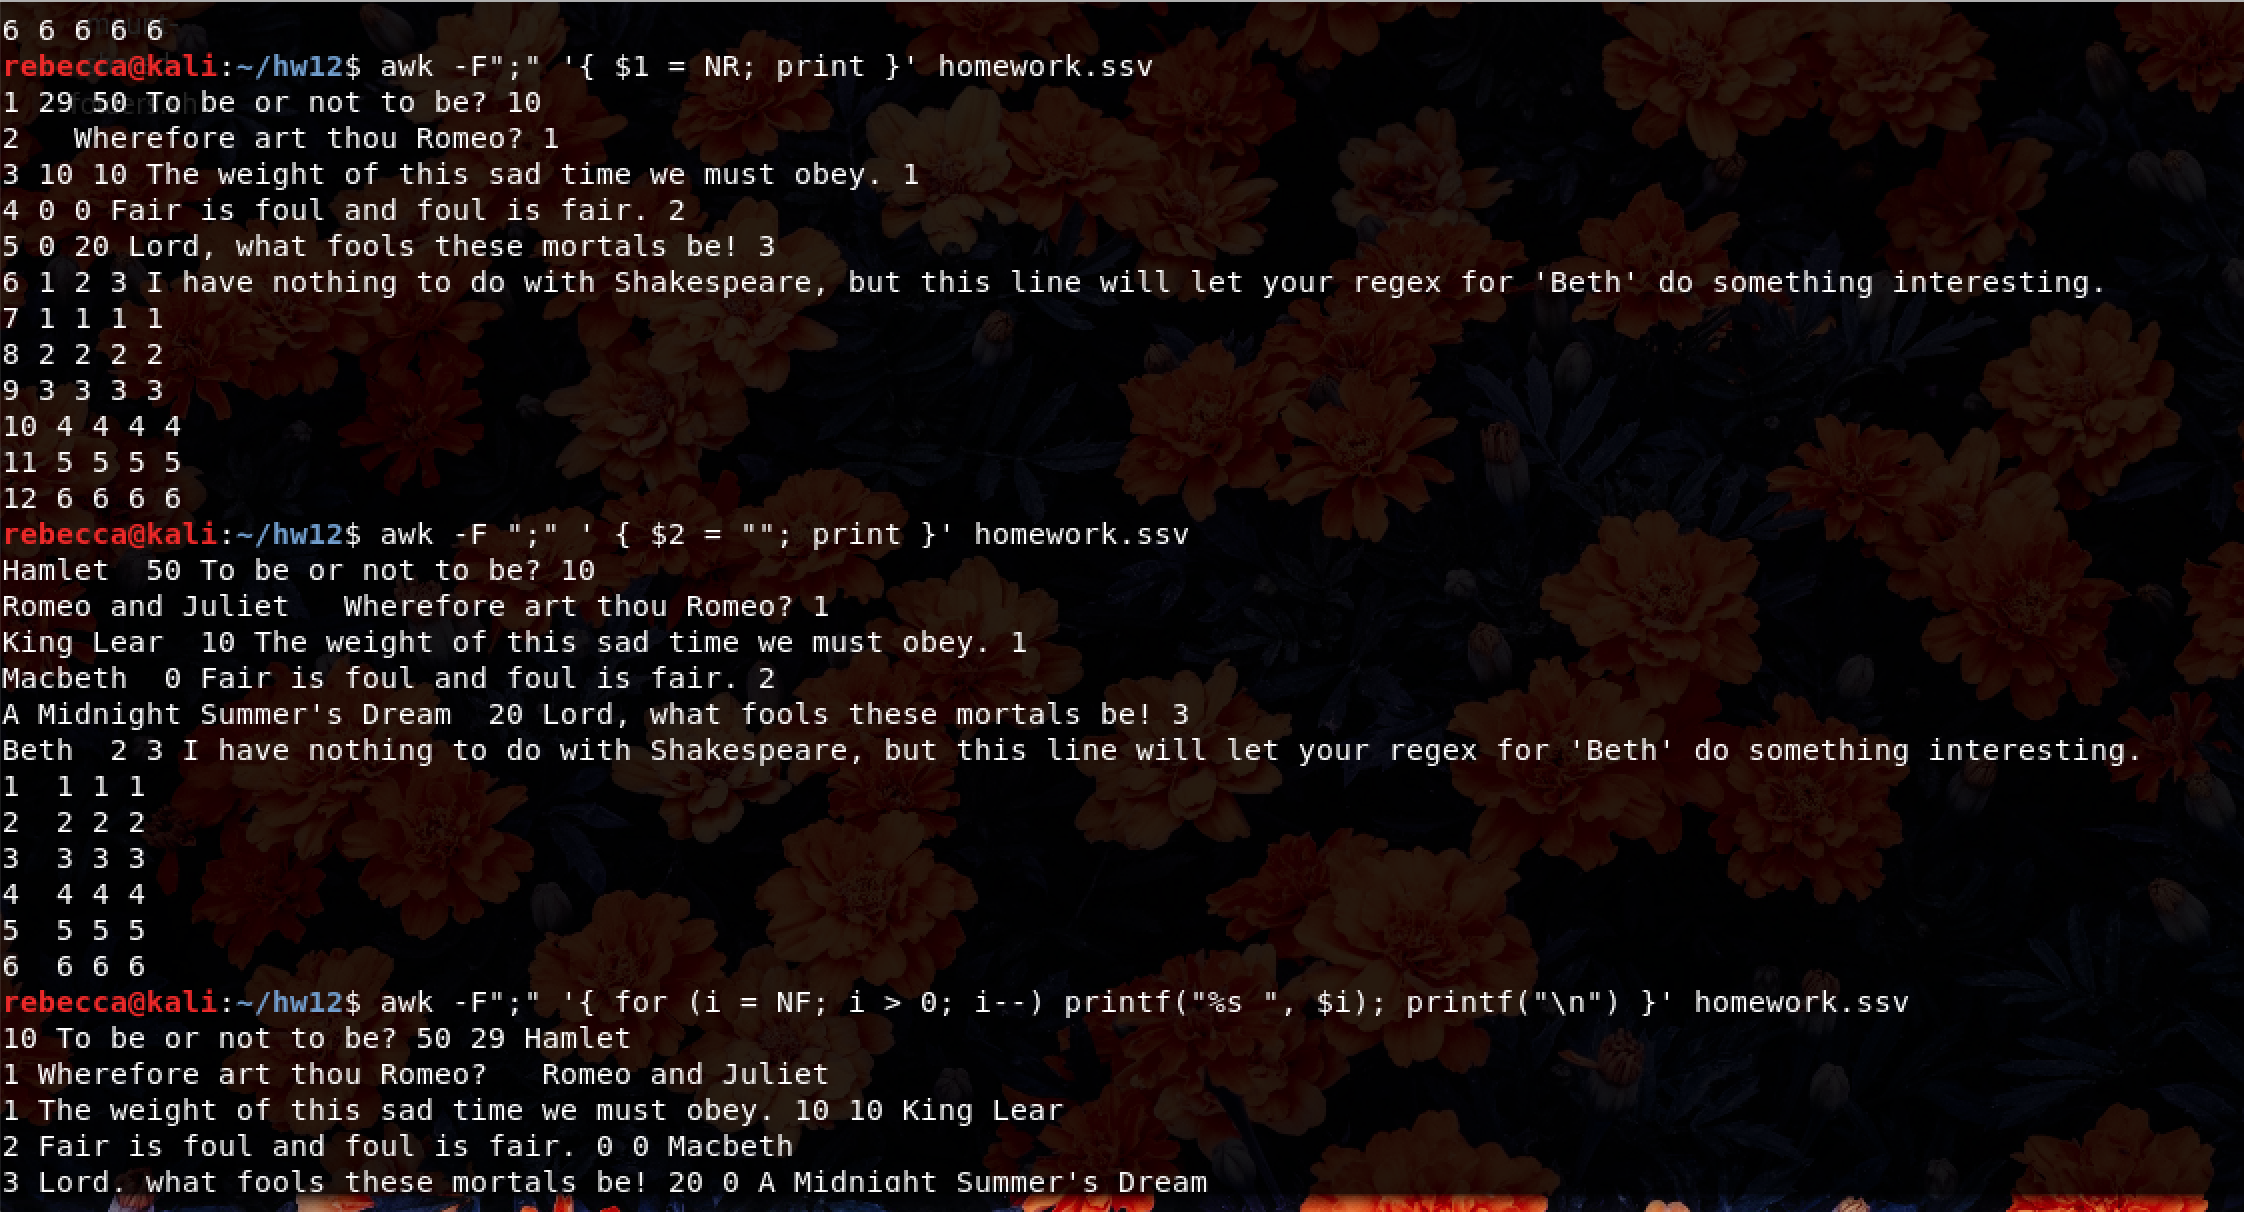 6 6 6 6 6
rebecca@kali:~/hw12$ awk -F";" '{ $1 = NR; print }' homework.ssv
1 29 50 To be or not to be? 10
2   Wherefore art thou Romeo? 1
3 10 10 The weight of this sad time we must obey. 1
4 0 0 Fair is foul and foul is fair. 2
5 0 20 Lord, what fools these mortals be! 3
6 1 2 3 I have nothing to do with Shakespeare, but this line will let your regex for 'Beth' do something interesting.
7 1 1 1 1
8 2 2 2 2
9 3 3 3 3
10 4 4 4 4
11 5 5 5 5
12 6 6 6 6
rebecca@kali:~/hw12$ awk -F ";" ' { $2 = ""; print }' homework.ssv
Hamlet  50 To be or not to be? 10
Romeo and Juliet   Wherefore art thou Romeo? 1
King Lear  10 The weight of this sad time we must obey. 1
Macbeth  0 Fair is foul and foul is fair. 2
A Midnight Summer's Dream  20 Lord, what fools these mortals be! 3
Beth  2 3 I have nothing to do with Shakespeare, but this line will let your regex for 'Beth' do something interesting.
1  1 1 1
2  2 2 2
3  3 3 3
4  4 4 4
5  5 5 5
6  6 6 6
rebecca@kali:~/hw12$ awk -F";" '{ for (i = NF; i > 0; i--) printf("%s ", $i); printf("\n") }' homework.ssv
10 To be or not to be? 50 29 Hamlet
1 Wherefore art thou Romeo?   Romeo and Juliet
1 The weight of this sad time we must obey. 10 10 King Lear
2 Fair is foul and foul is fair. 0 0 Macbeth
3 Lord, what fools these mortals be! 20 0 A Midnight Summer's Dream